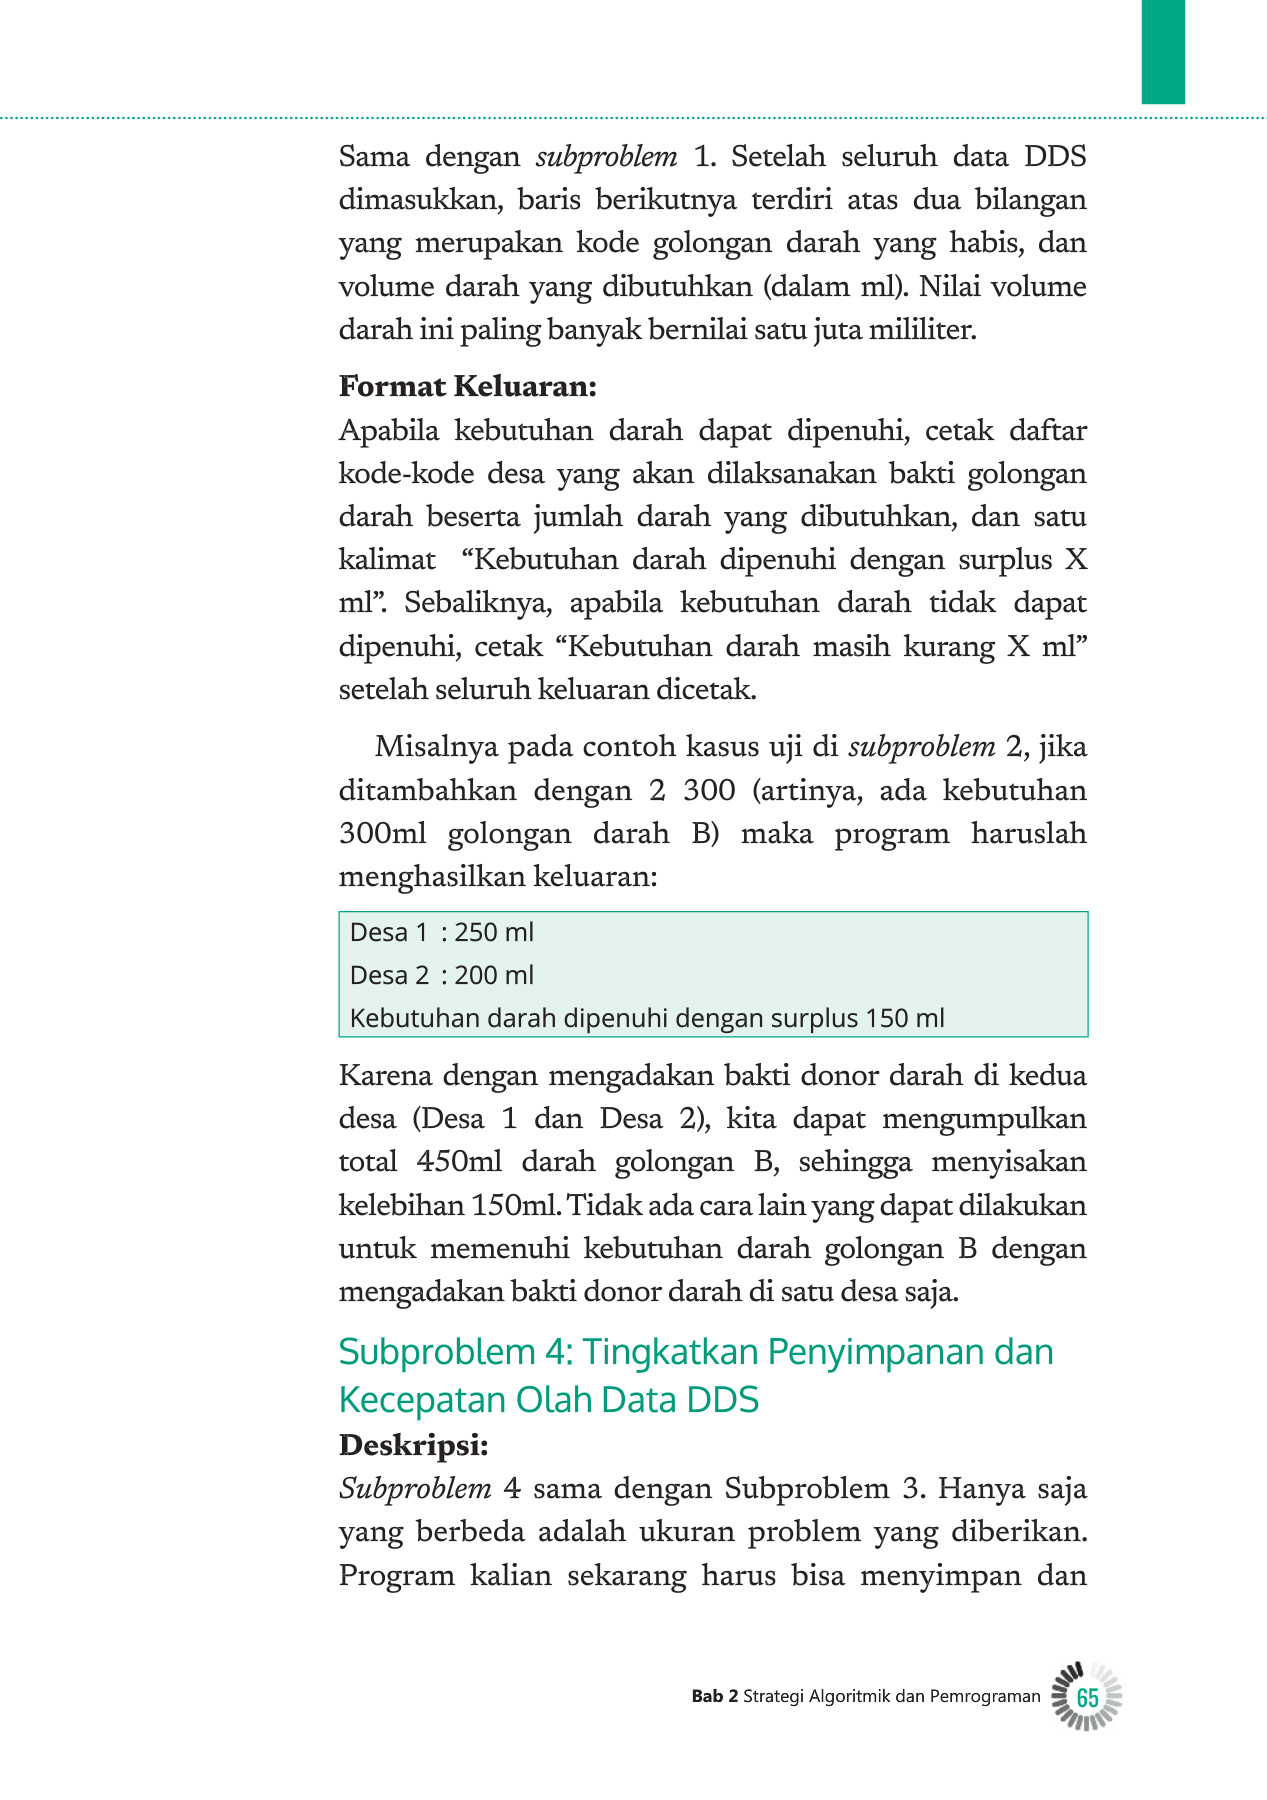 Sama dengan subproblem 1. Setelah seluruh data DDS
dimasukkan, baris berikutnya terdiri atas dua bilangan
yang merupakan kode golongan darah yang habis, dan
volume darah yang dibutuhkan (dalam ml). Nilai volume
darah ini paling banyak bernilai satu juta mililiter.
Format Keluaran:
Apabila kebutuhan darah dapat dipenuhi, cetak daftar
kode-kode desa yang akan dilaksanakan bakti golongan
darah beserta jumlah darah yang dibutuhkan, dan satu
kalimat “Kebutuhan darah dipenuhi dengan surplus X
ml”. Sebaliknya, apabila kebutuhan darah tidak dapat
dipenuhi, cetak “Kebutuhan darah masih kurang X ml”
setelah seluruh keluaran dicetak.
Misalnya pada contoh kasus uji di subproblem 2, jika
ditambahkan dengan 2 300 (artinya, ada kebutuhan
300ml golongan darah B) maka program haruslah
menghasilkan keluaran:
Desa 1 : 250 ml
Desa 2 : 200 ml
Kebutuhan darah dipenuhi dengan surplus 150 ml
Karena dengan mengadakan bakti donor darah di kedua
desa (Desa 1 dan Desa 2), kita dapat mengumpulkan
total 450ml darah golongan B, sehingga menyisakan
kelebihan 150ml. Tidak ada cara lain yang dapat dilakukan
untuk memenuhi kebutuhan darah golongan B dengan
mengadakan bakti donor darah di satu desa saja.
Subproblem 4: Tingkatkan Penyimpanan dan
Kecepatan Olah Data DDS
Deskripsi:
Subproblem 4 sama dengan Subproblem 3. Hanya saja
yang berbeda adalah ukuran problem yang diberikan.
Program kalian sekarang harus bisa menyimpan dan
Bab 2 Strategi Algoritmik dan Pemrograman 65